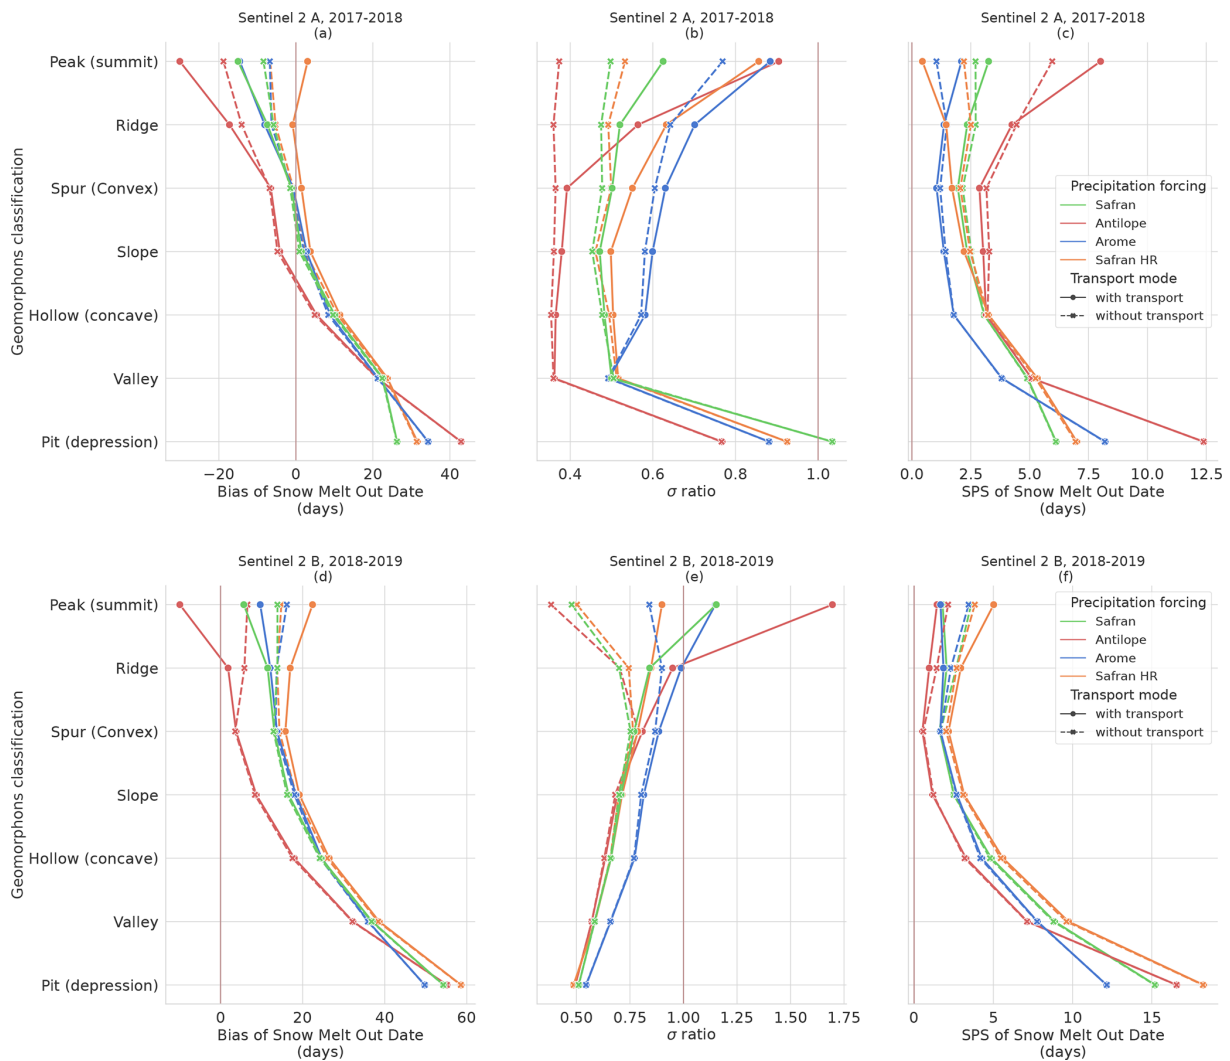 Sentinel 2 A, 2017-2018
(a)
Sentinel 2 A, 2017-2018
(b)
Sentinel 2 A, 2017-2018
(c)
Geomorphons classification
Peak (summit)
Ridge
Spur (Convex)
Slope
Hollow (concave)
Valley
Pit (depression)
−20 0 20 40
Bias of Snow Melt Out Date
(days)
0.4 0.6 0.8 1.0
σ ratio
Precipitation forcing
Safran
Antilope
Arome
Safran HR
Transport mode
with transport
without transport
0.0 2.5 5.0 7.5 10.0 12.5
SPS of Snow Melt Out Date
(days)
Sentinel 2 B, 2018-2019
(d)
Sentinel 2 B, 2018-2019
(e)
Sentinel 2 B, 2018-2019
(f)
Geomorphons classification
Peak (summit)
Ridge
Spur (Convex)
Slope
Hollow (concave)
Valley
Pit (depression)
0 20 40 60
Bias of Snow Melt Out Date
(days)
0.50 0.75 1.00 1.25 1.50 1.75
σ ratio
Precipitation forcing
Safran
Antilope
Arome
Safran HR
Transport mode
with transport
without transport
0 5 10 15
SPS of Snow Melt Out Date
(days)